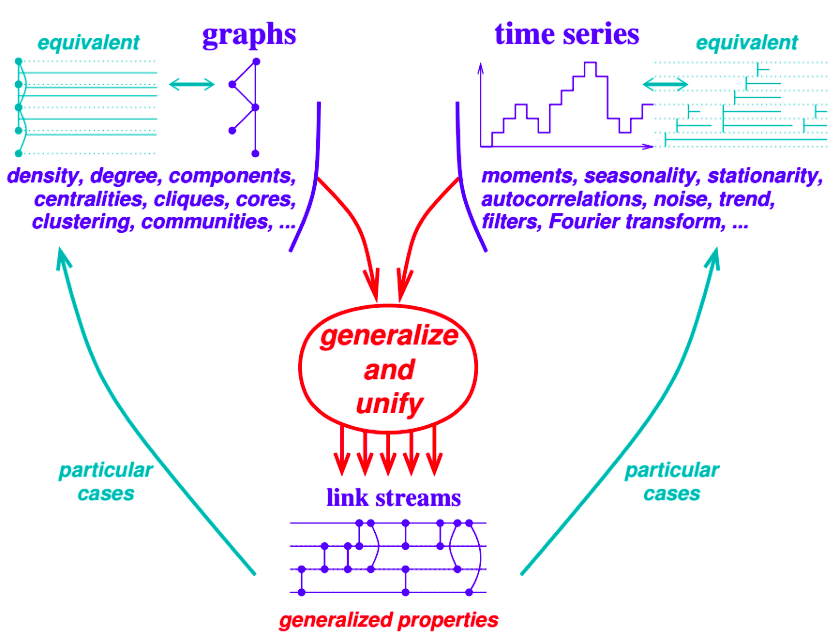 graphs
time series
equivalent
equivalent
density, degree, components,
centralities, cliques, cores,
clustering, communities, ...
moments, seasonality, stationarity,
autocorrelations, noise, trend,
filters, Fourier transform, ...
generalize
and
unify
particular
cases
particular
cases
link streams
generalized properties